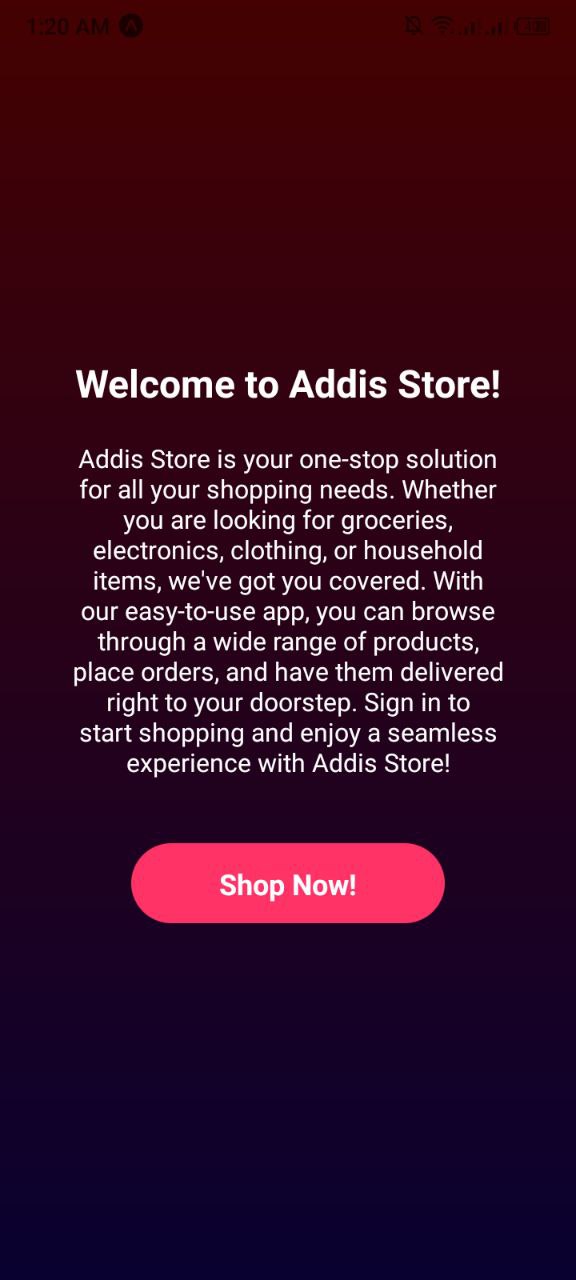 1:20 AM
Welcome to Addis Store!
Addis Store is your one-stop solution
for all your shopping needs. Whether
you are looking for groceries,
electronics, clothing, or household
items, we've got you covered. With
our easy-to-use app, you can browse
through a wide range of products,
place orders, and have them delivered
right to your doorstep. Sign in to
start shopping and enjoy a seamless
experience with Addis Store!
Shop Now!